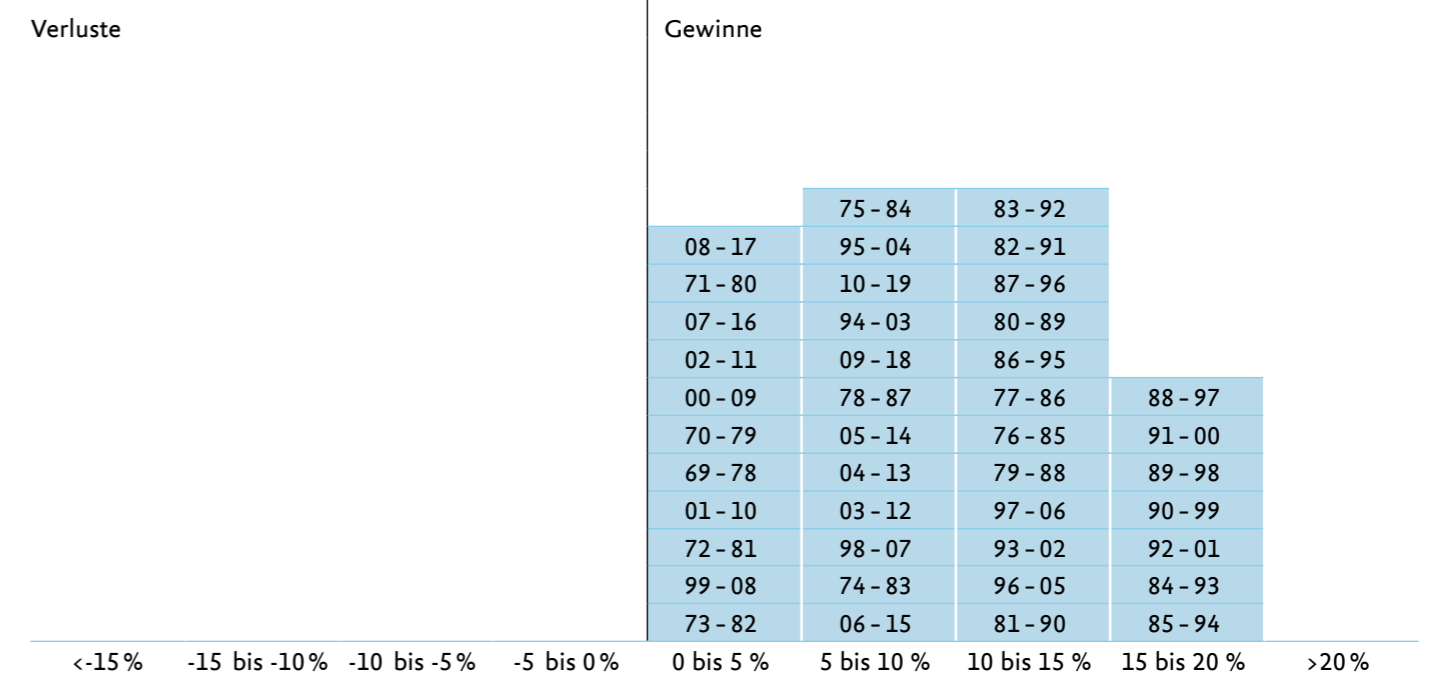 Verluste Gewinne
75 – 84 83 – 92
08 – 17 95 – 04 82 – 91
71 – 80 10 – 19 87 – 96
07 – 16 94 – 03 80 – 89
02 – 11 09 – 18 86 – 95
00 – 09 78 – 87 77 – 86 88 – 97
70 – 79 05 – 14 76 – 85 91 – 00
69 – 78 04 – 13 79 – 88 89 – 98
01 – 10 03 – 12 97 – 06 90 – 99
72 – 81 98 – 07 93 – 02 92 – 01
99 – 08 74 – 83 96 – 05 84 – 93
73 – 82 06 – 15 81 – 90 85 – 94
<-15 % -15 bis -10 % -10 bis -5 % -5 bis 0 % 0 bis 5 % 5 bis 10 % 10 bis 15 % 15 bis 20 % >20 %